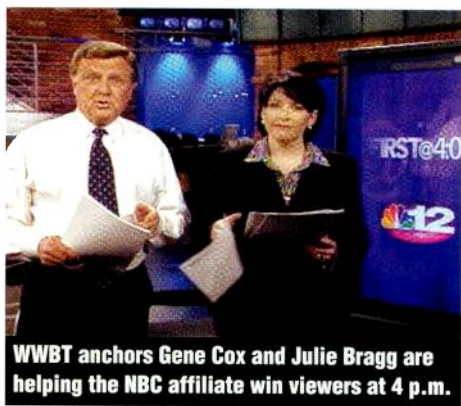 RST@4:0
12
WWBT anchors Gene Cox and Julie Bragg are
helping the NBC affiliate win viewers at 4 p.m.